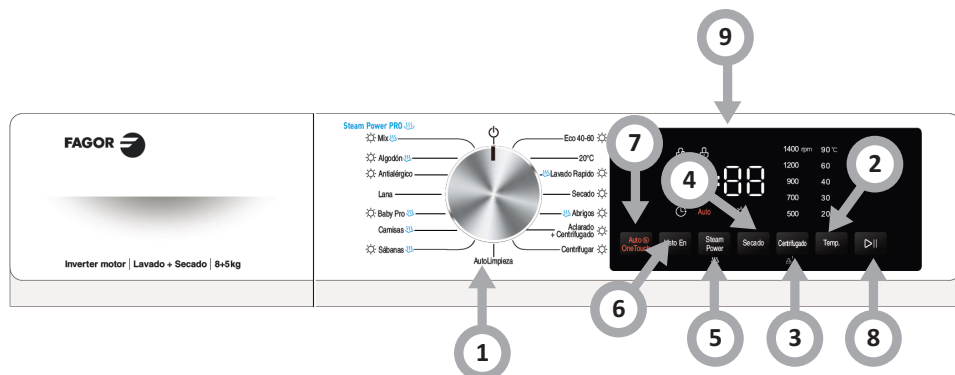 9
FAGOR
Inverter motor | Lavado + Secado | 8+5kg
Steam Power PRO
Mix
Algodón
Antialérgico
Lana
Baby Pro
Camisas
Sábanas
AutoLimpieza
Eco 40-60
20°C
Lavado Rapido
Secado
Abrigos
Aclarado
+ Centrifugado
Centrifugar
7
4
2
:88
Auto
1400 rpm 90°C
1200 60
900 40
700 30
500 20
Auto
OneTouch
Listo En
Steam
Power
Secado
Centrifugado
Temp.
1
6
5
3
8